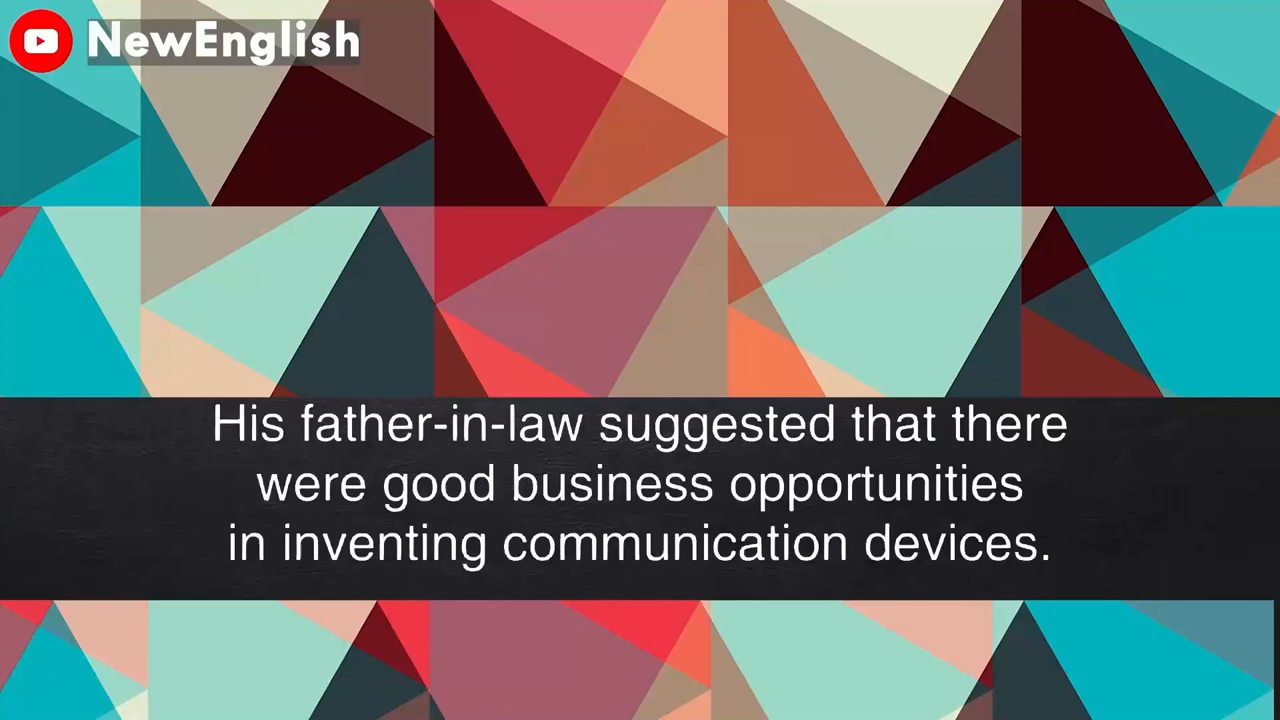 NewEnglish
His father-in-law suggested that there
were good business opportunities
in inventing communication devices.